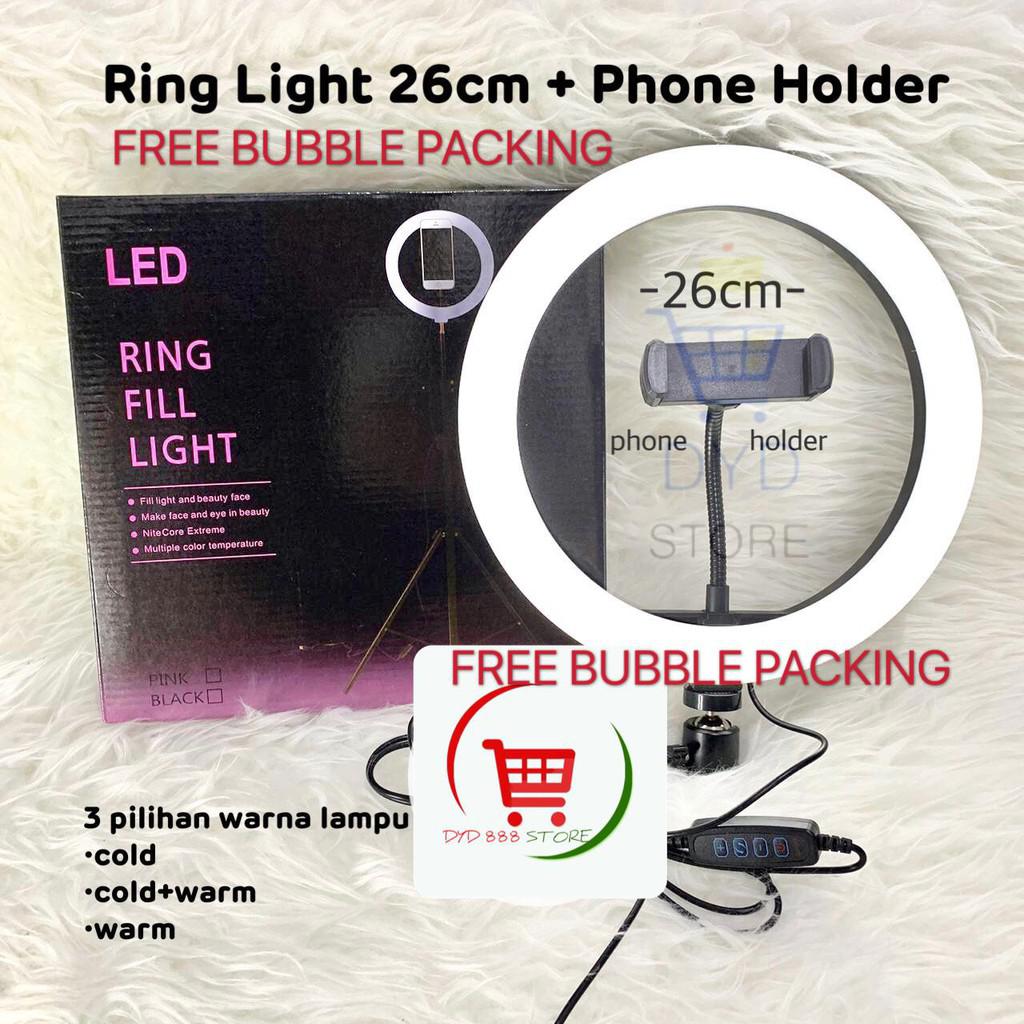 Ring Light 26cm + Phone Holder
FREE BUBBLE PACKING
LED
RING
FILL
LIGHT
• Fill light and beauty face
• Make face and eye in beauty
• NiteCore Extreme
• Multiple color temperature
PINK
BLACK
-26cm-
phone holder
DYD
STORE
FREE BUBBLE PACKING
DYD 888 STORE
3 pilihan warna lampu
•cold
•cold+warm
•warm